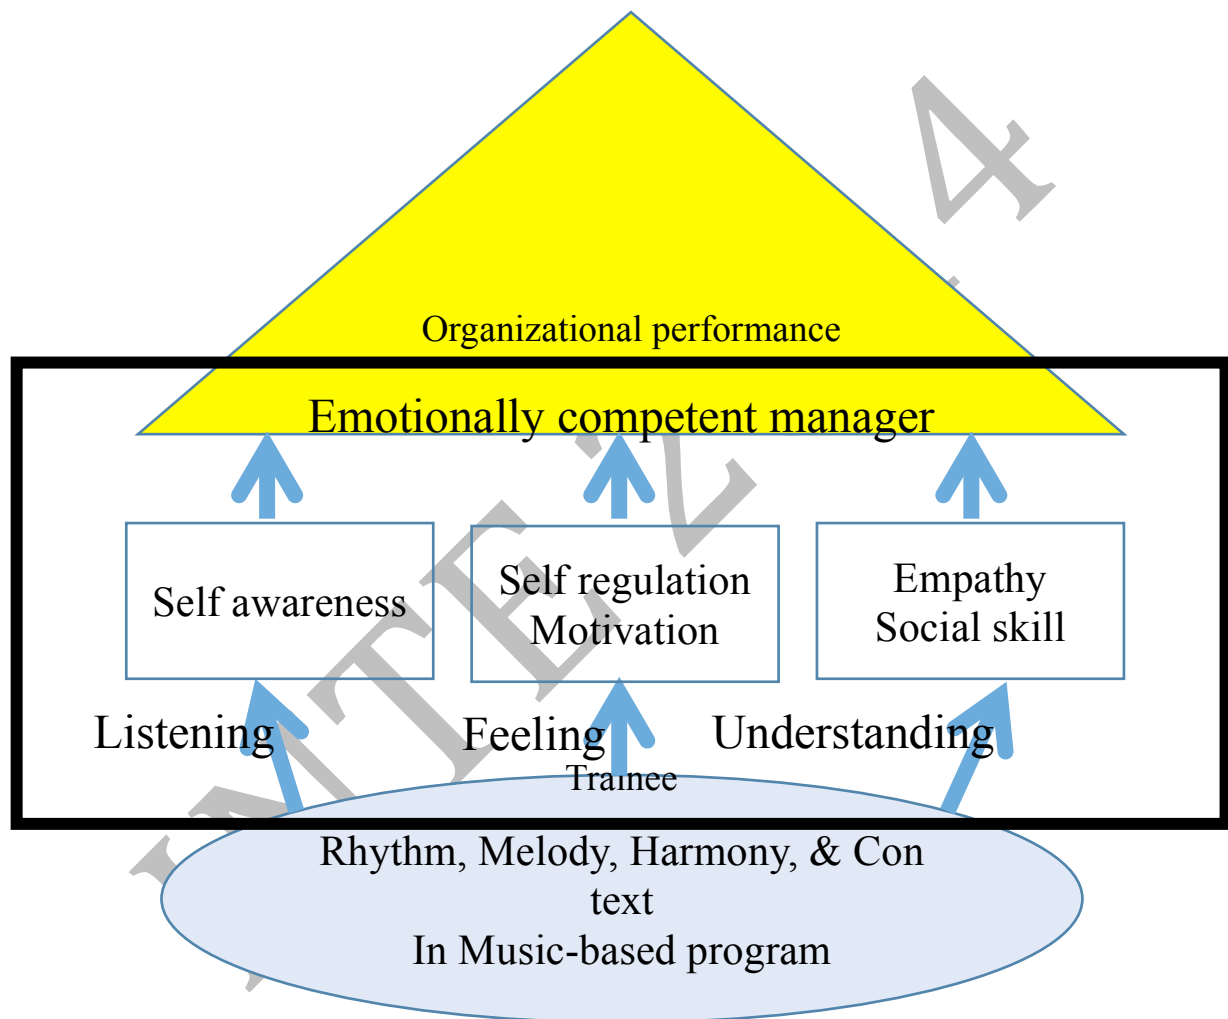 Organizational performance
Emotionally competent manager
Self awareness
Self regulation
Motivation
Empathy
Social skill
Listening
Feeling
Understanding
Trainee
Rhythm, Melody, Harmony, & Con
text
In Music-based program